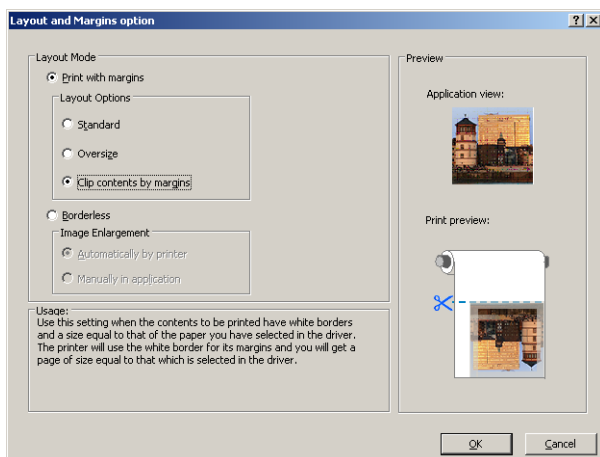 Layout and Margins option
Layout Mode
Print with margins
Layout Options
Standard
Oversize
Clip contents by margins
Borderless
Image Enlargement
Automatically by printer
Manually in application
Usage:
Use this setting when the contents to be printed have white borders
and a size equal to that of the paper you have selected in the driver.
The printer will use the white border for its margins and you will get a
page of size equal to that which is selected in the driver.
Preview
Application view:
Print preview:
OK
Cancel